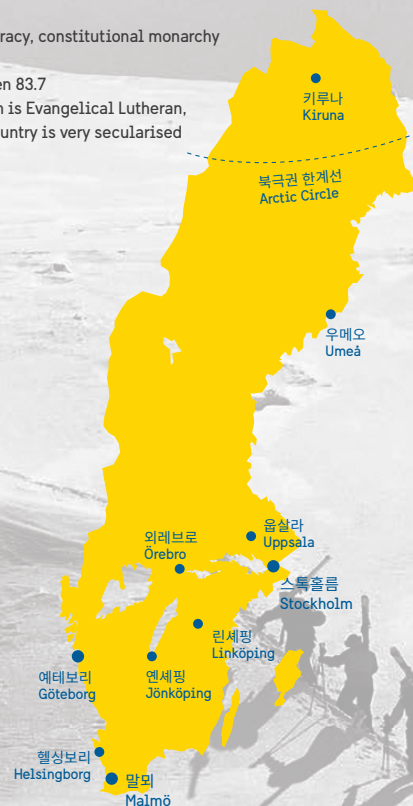 racy, constitutional monarchy
en 83.7
n is Evangelical Lutheran,
ountry is very secularised
키루나
Kiruna
북극권 한계선
Arctic Circle
우메오
Umeå
웁살라
Uppsala
외레브로
Örebro
스톡홀름
Stockholm
린셰핑
Linköping
예테보리
Göteborg
옌셰핑
Jönköping
헬싱보리
Helsingborg
말뫼
Malmö